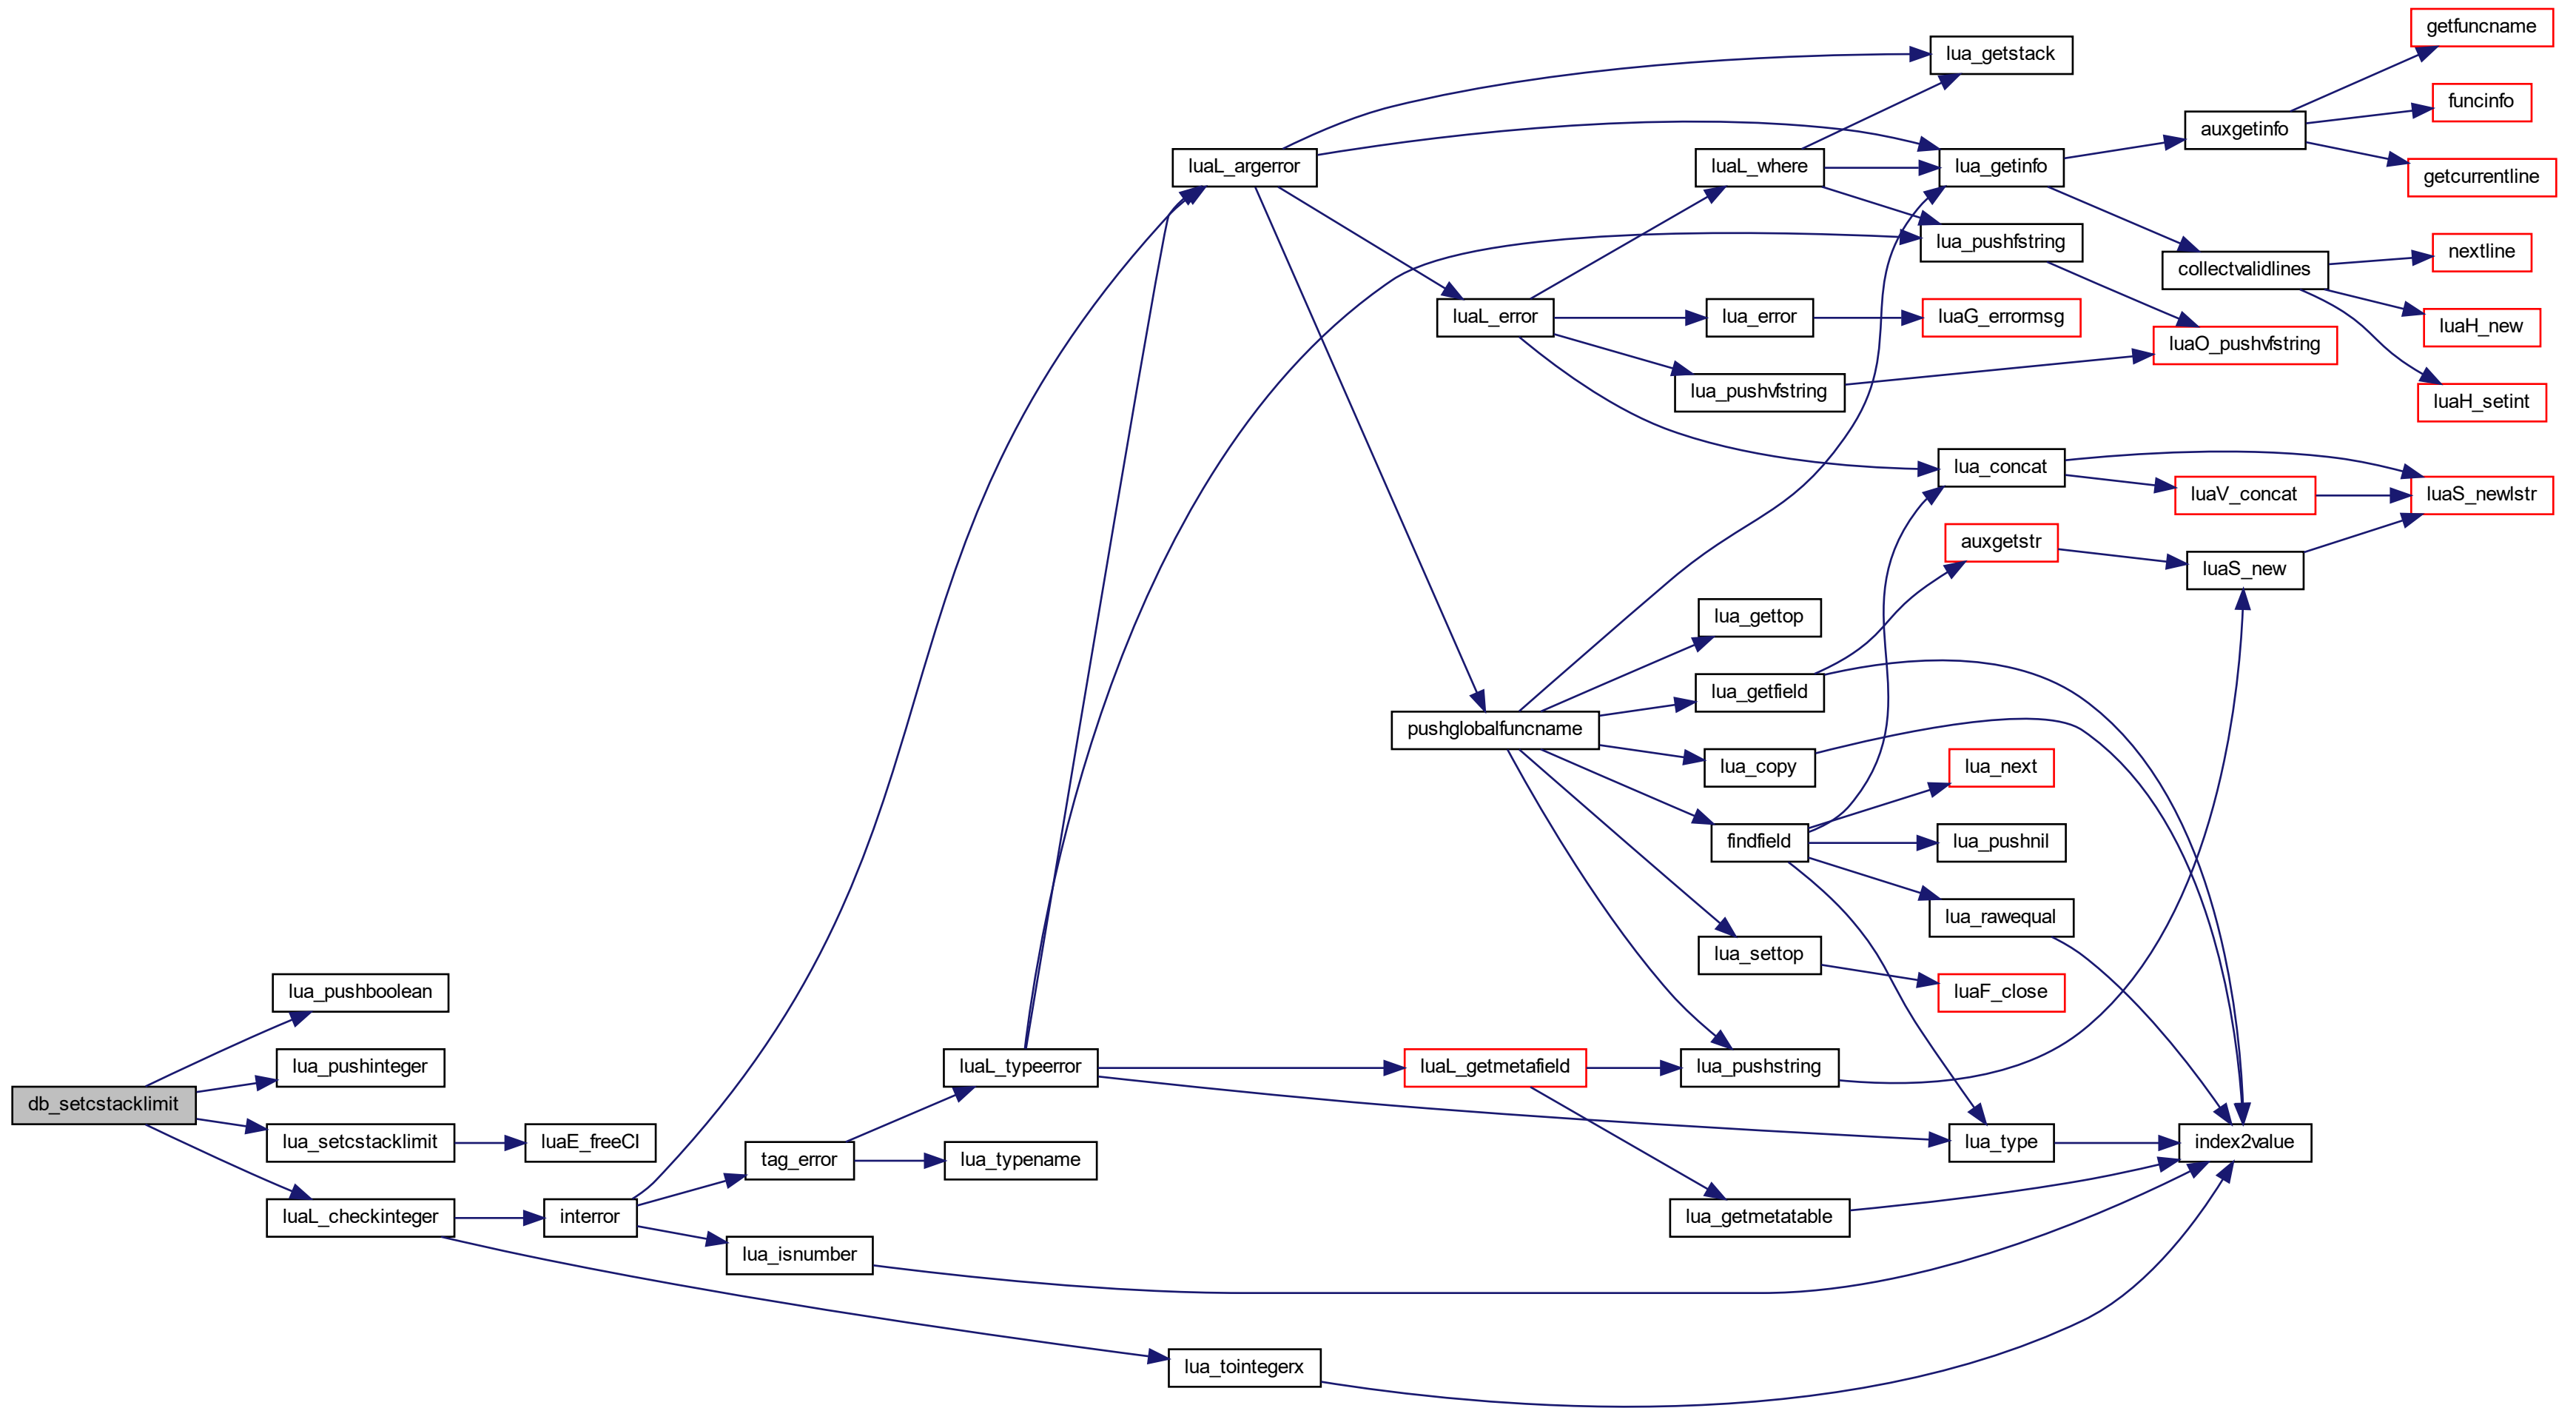 getfuncname
lua_getstack
funcinfo
auxgetinfo
luaL_argerror
luaL_where
lua_getinfo
getcurrentline
lua_pushfstring
nextline
collectvalidlines
luaL_error
lua_error
luaG_errormsg
luaH_new
luaO_pushvfstring
lua_pushvfstring
luaH_setint
lua_concat
luaV_concat
luaS_newlstr
auxgetstr
luaS_new
lua_gettop
lua_getfield
pushglobalfuncname
lua_copy
lua_next
findfield
lua_pushnil
lua_rawequal
lua_settop
lua_pushboolean
luaF_close
lua_pushinteger
luaL_typeerror
luaL_getmetafield
lua_pushstring
db_setcstacklimit
lua_setcstacklimit
luaE_freeCI
lua_type
index2value
tag_error
lua_typename
luaL_checkinteger
interror
lua_getmetatable
lua_isnumber
lua_tointegerx